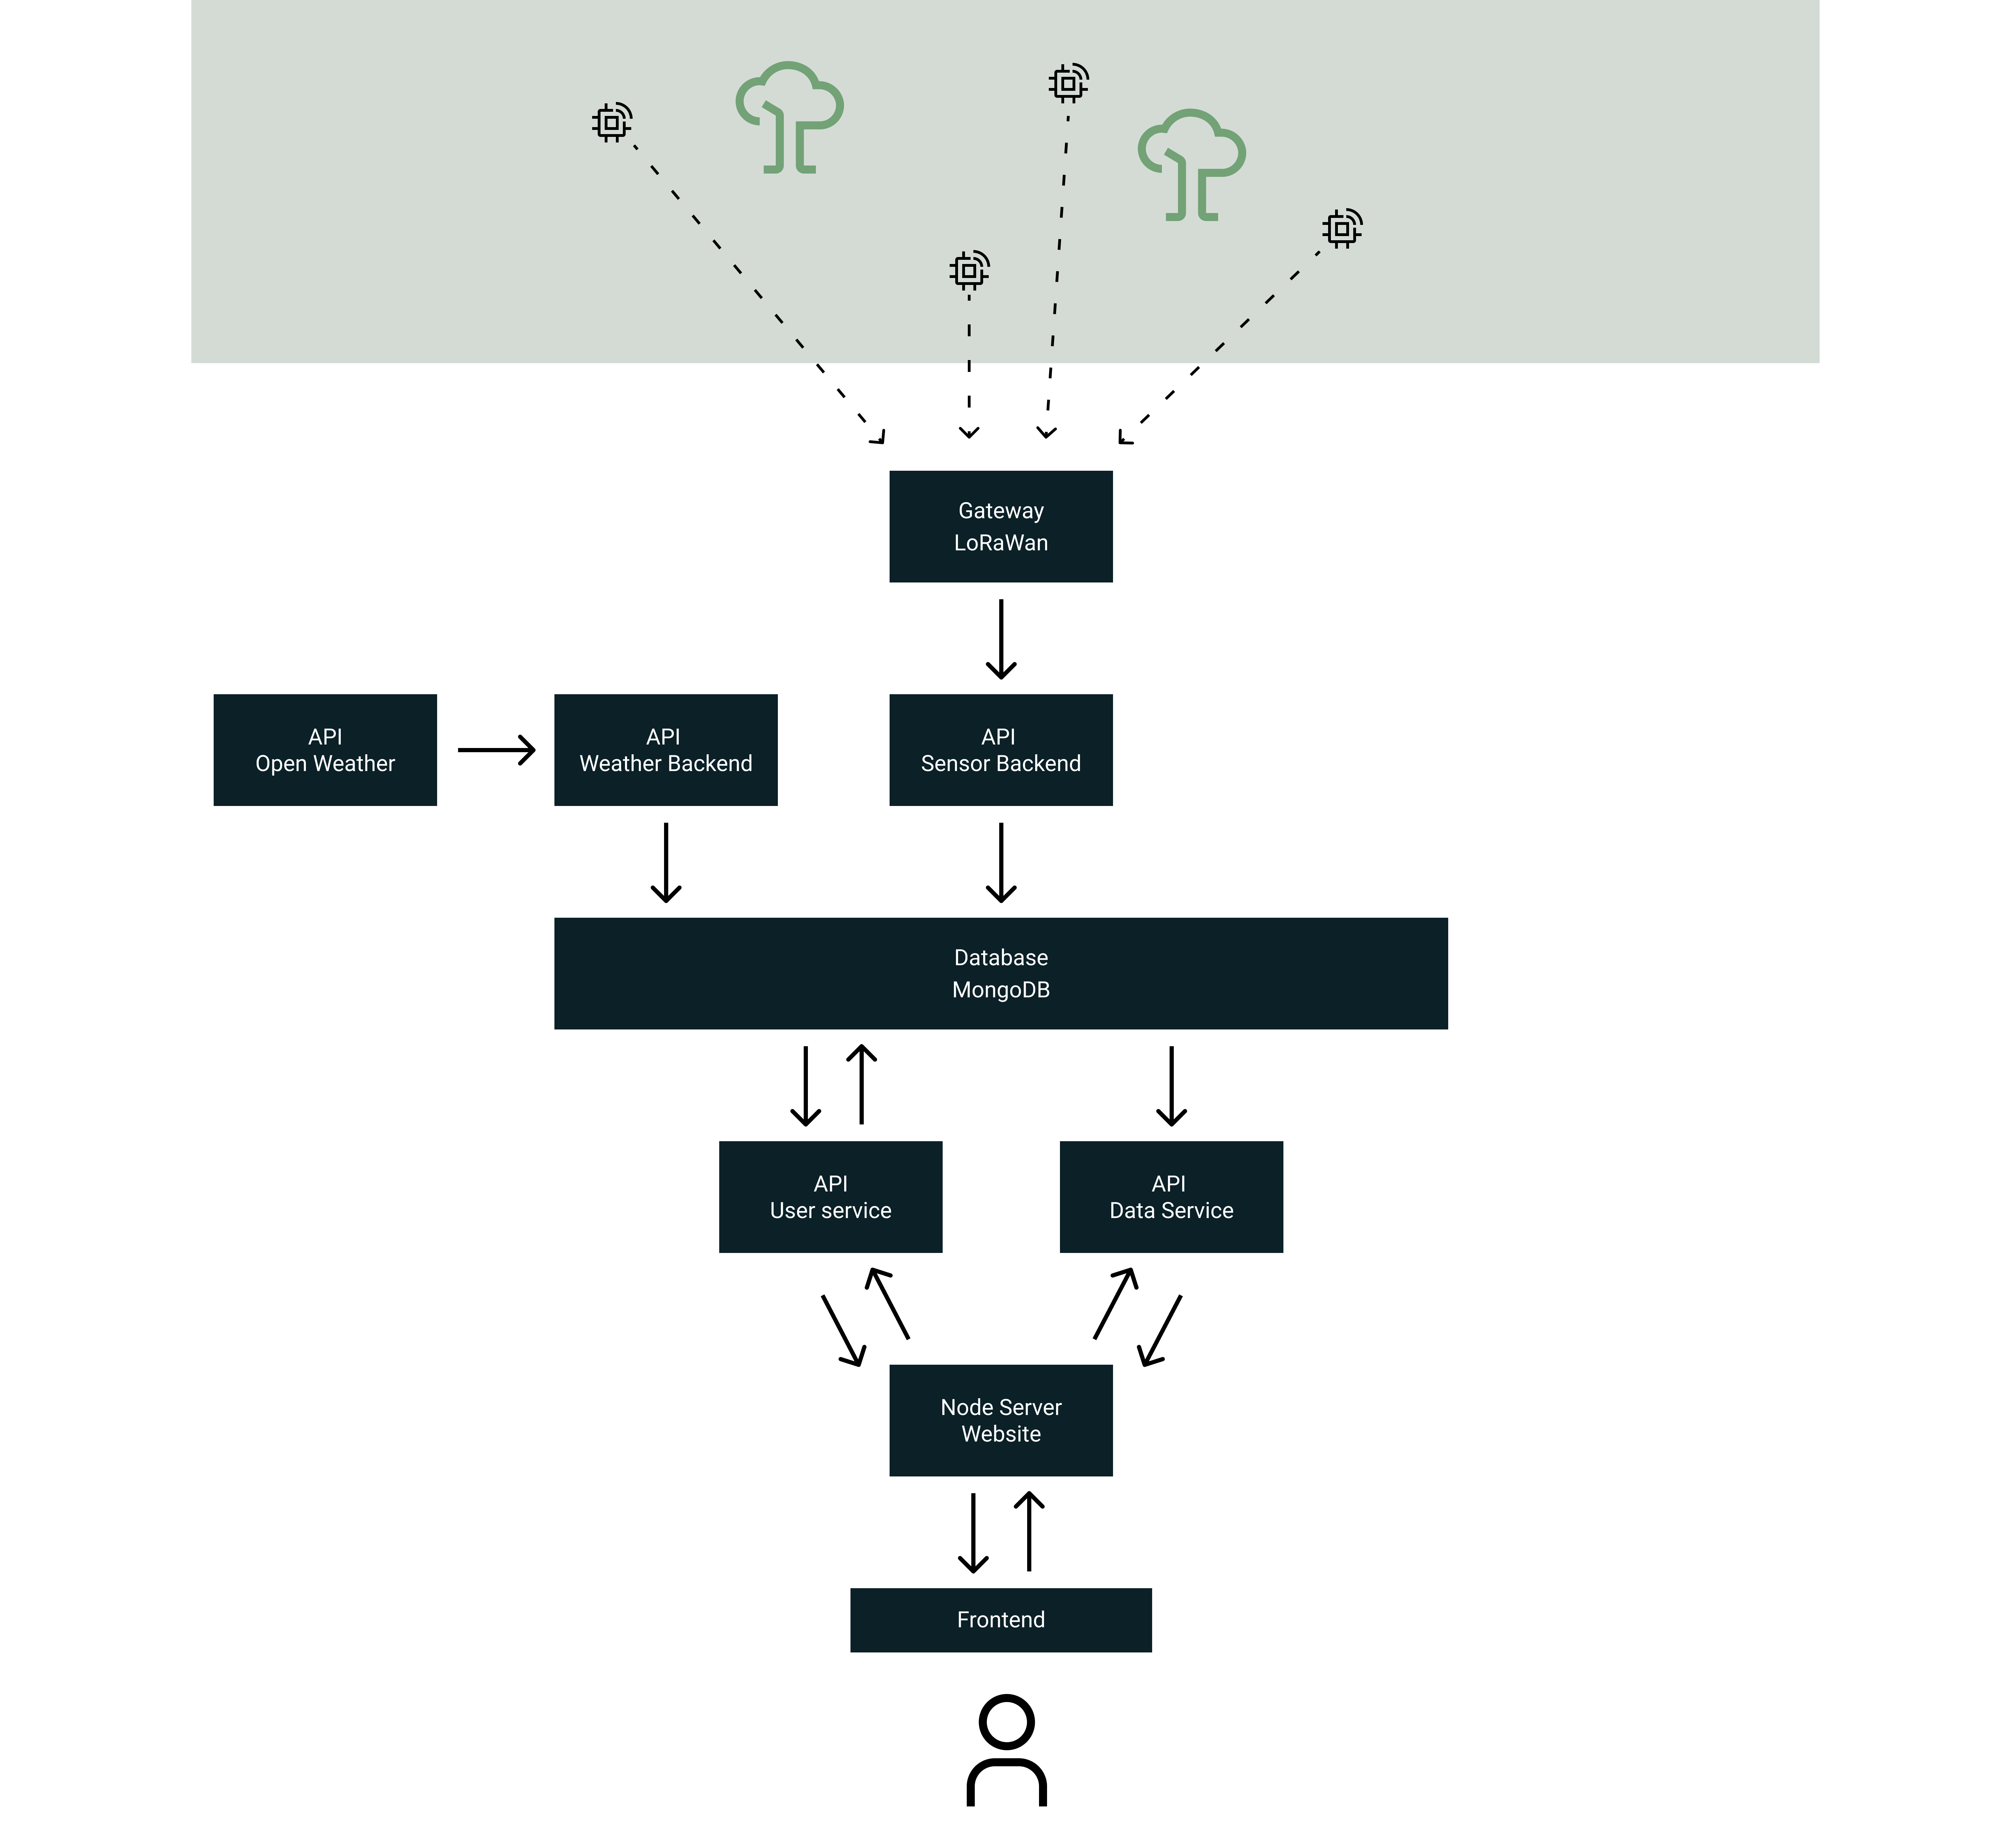 Gateway
LoRaWan
API
Open Weather
API
Weather Backend
API
Sensor Backend
Database
MongoDB
API
User service
API
Data Service
Node Server
Website
Frontend